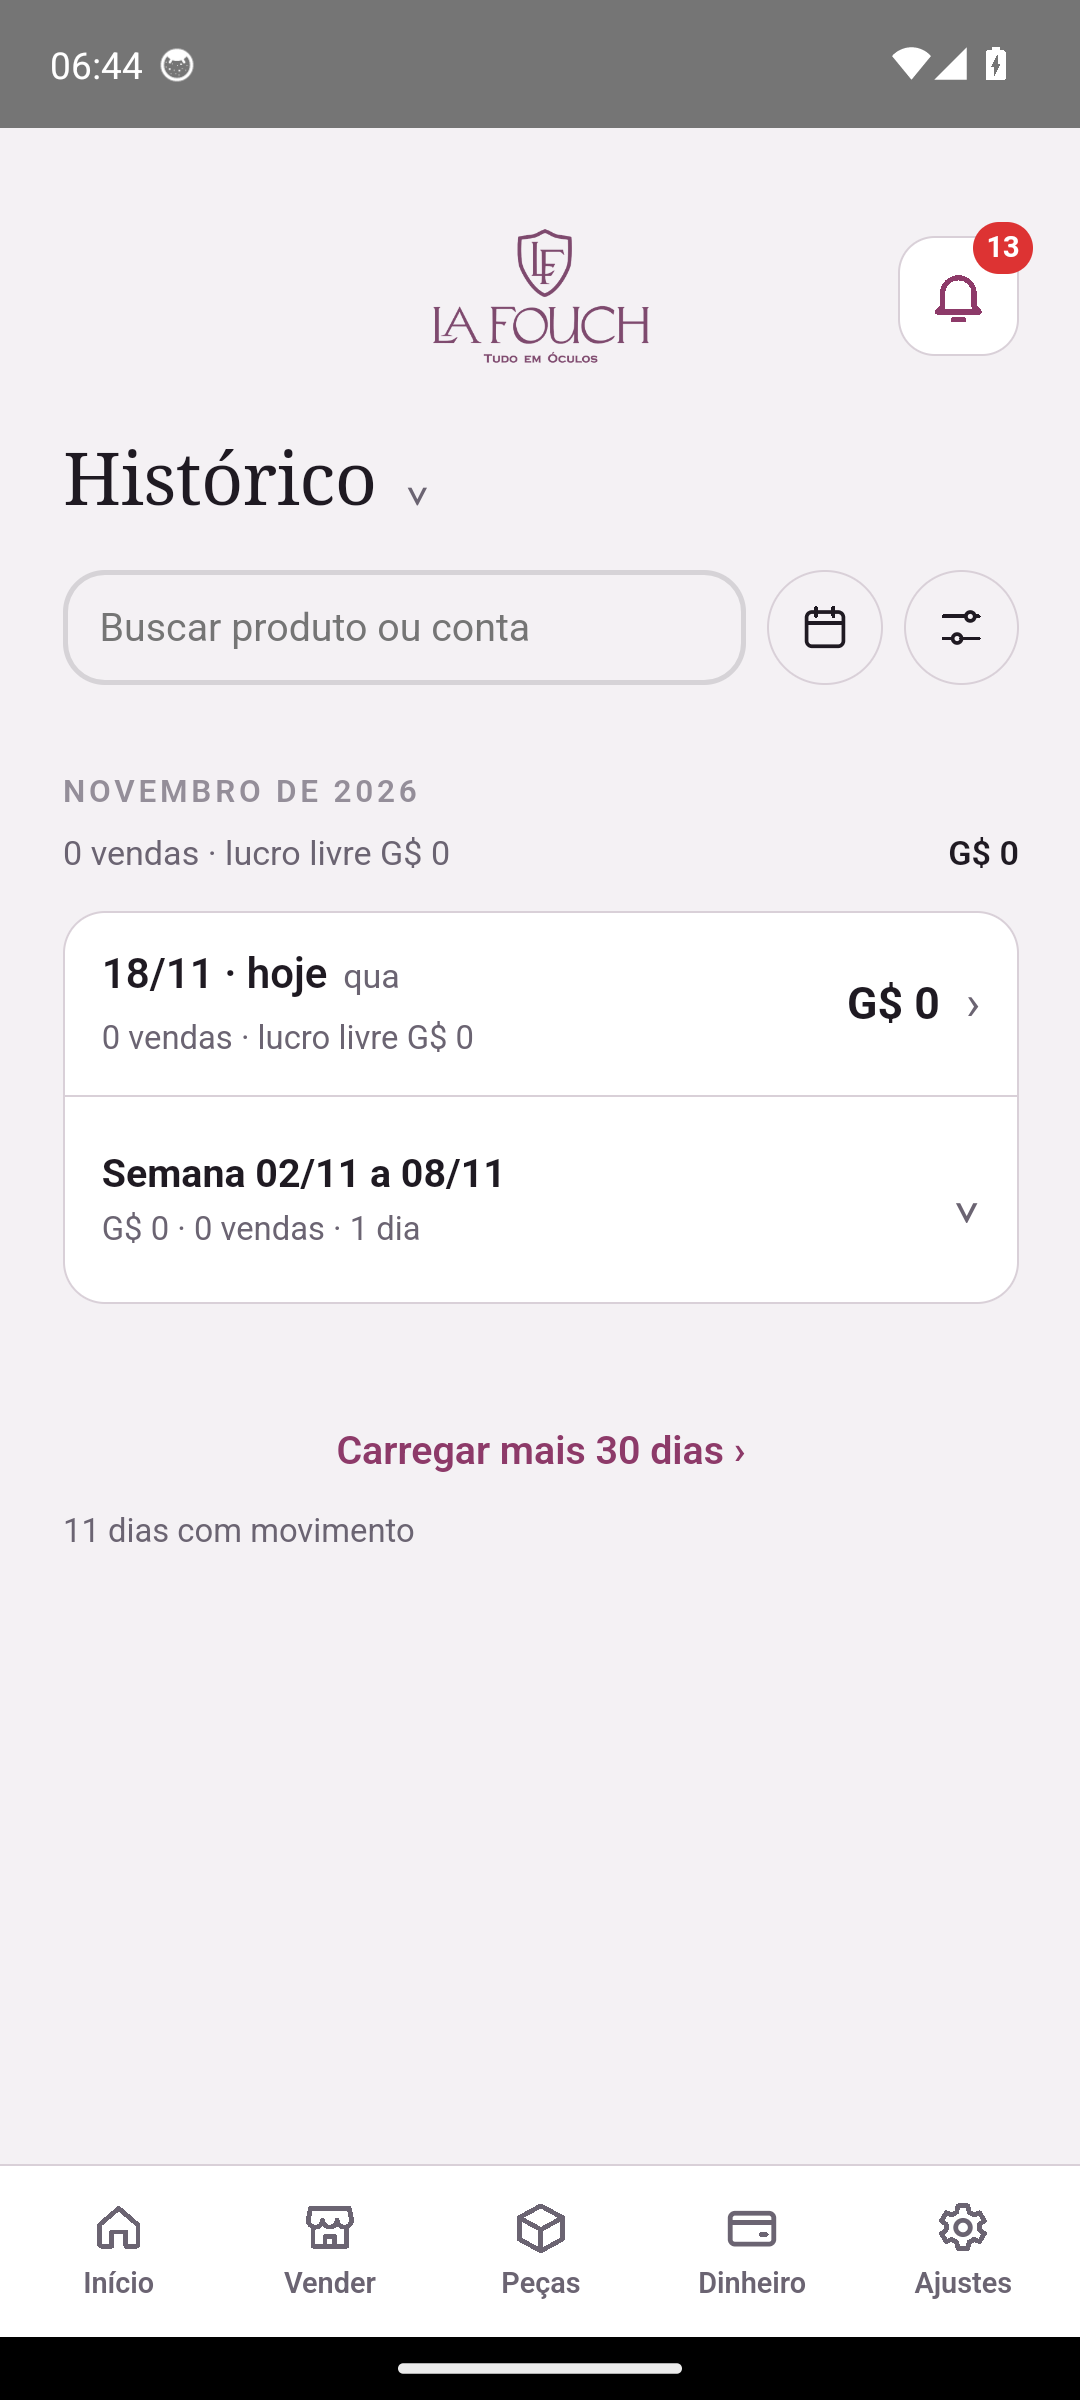 06:44
13
LF
LA FOUCH
TUDO EM ÓCULOS
Histórico
Buscar produto ou conta
NOVEMBRO DE 2026
0 vendas · lucro livre G$ 0
G$ 0
18/11 · hoje qua
G$ 0 ›
0 vendas · lucro livre G$ 0
Semana 02/11 a 08/11
G$ 0 · 0 vendas · 1 dia
Carregar mais 30 dias ›
11 dias com movimento
Início
Vender
Peças
Dinheiro
Ajustes